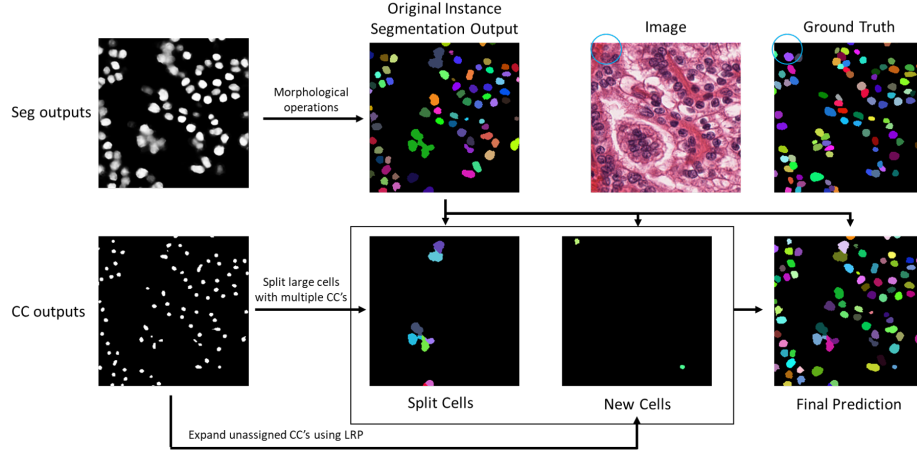 Original Instance
Segmentation Output
Image
Ground Truth
Seg outputs
Morphological
operations
CC outputs
Split large cells
with multiple CC's
Split Cells
New Cells
Final Prediction
Expand unassigned CC's using LRP